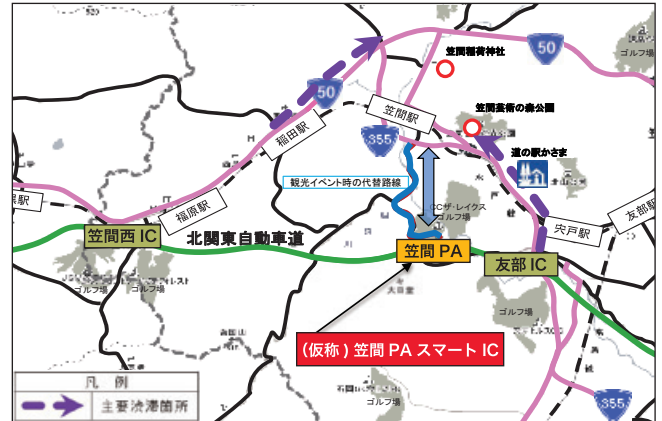 50
ゴルフ場
笠間稲荷神社
50
笠間芸術の森公園
笠間駅
稲田駅
355
道の駅かさま
観光イベント時の代替路線
CCザ・レイクス
ゴルフ場
福原駅
宍戸駅
友部駅
笠間西 IC
北関東自動車道
笠間 PA
友部 IC
ゴルフ場
ゴルフ場
(仮称)笠間 PA スマート IC
凡 例
主要渋滞箇所
ゴルフ場
355